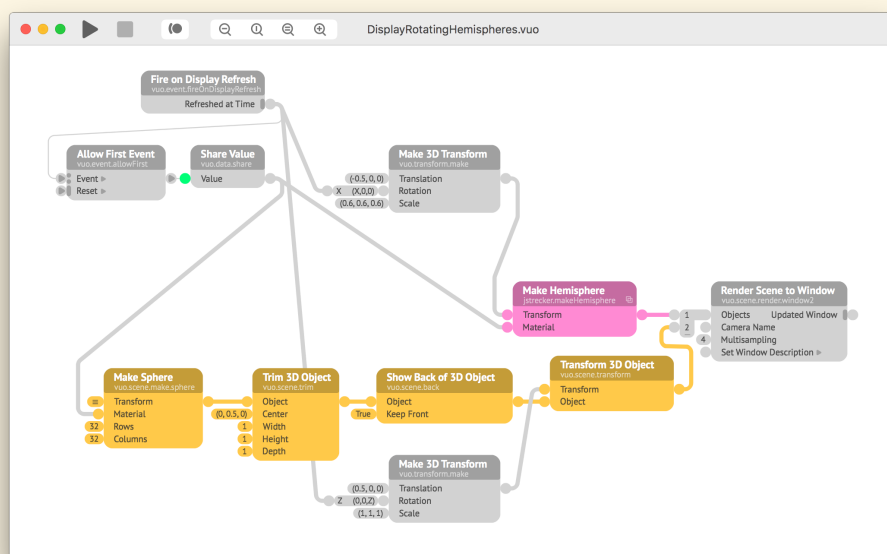 DisplayRotatingHemispheres.vuo
Fire on Display Refresh
vuo.event.fireOnDisplayRefresh
Refreshed at Time
Allow First Event
vuo.event.allowFirst
Event
Reset
Share Value
vuo.data.share
Value
Make 3D Transform
vuo.transform.make
(-0.5, 0, 0) Translation
X (X,0,0) Rotation
(0.6, 0.6, 0.6) Scale
Make Hemisphere
jstrecker.makeHemisphere
Transform
Material
Render Scene to Window
vuo.scene.render.window2
1 Objects Updated Window
2 Camera Name
4 Multisampling
Set Window Description
Make Sphere
vuo.scene.make.sphere
= Transform
Material
32 Rows
32 Columns
Trim 3D Object
vuo.scene.trim
Object
(0, 0.5, 0) Center
1 Width
1 Height
1 Depth
Show Back of 3D Object
vuo.scene.back
Object
True Keep Front
Transform 3D Object
vuo.scene.transform
Transform
Object
Make 3D Transform
vuo.transform.make
(0.5, 0, 0) Translation
Z (0,0,Z) Rotation
(1, 1, 1) Scale